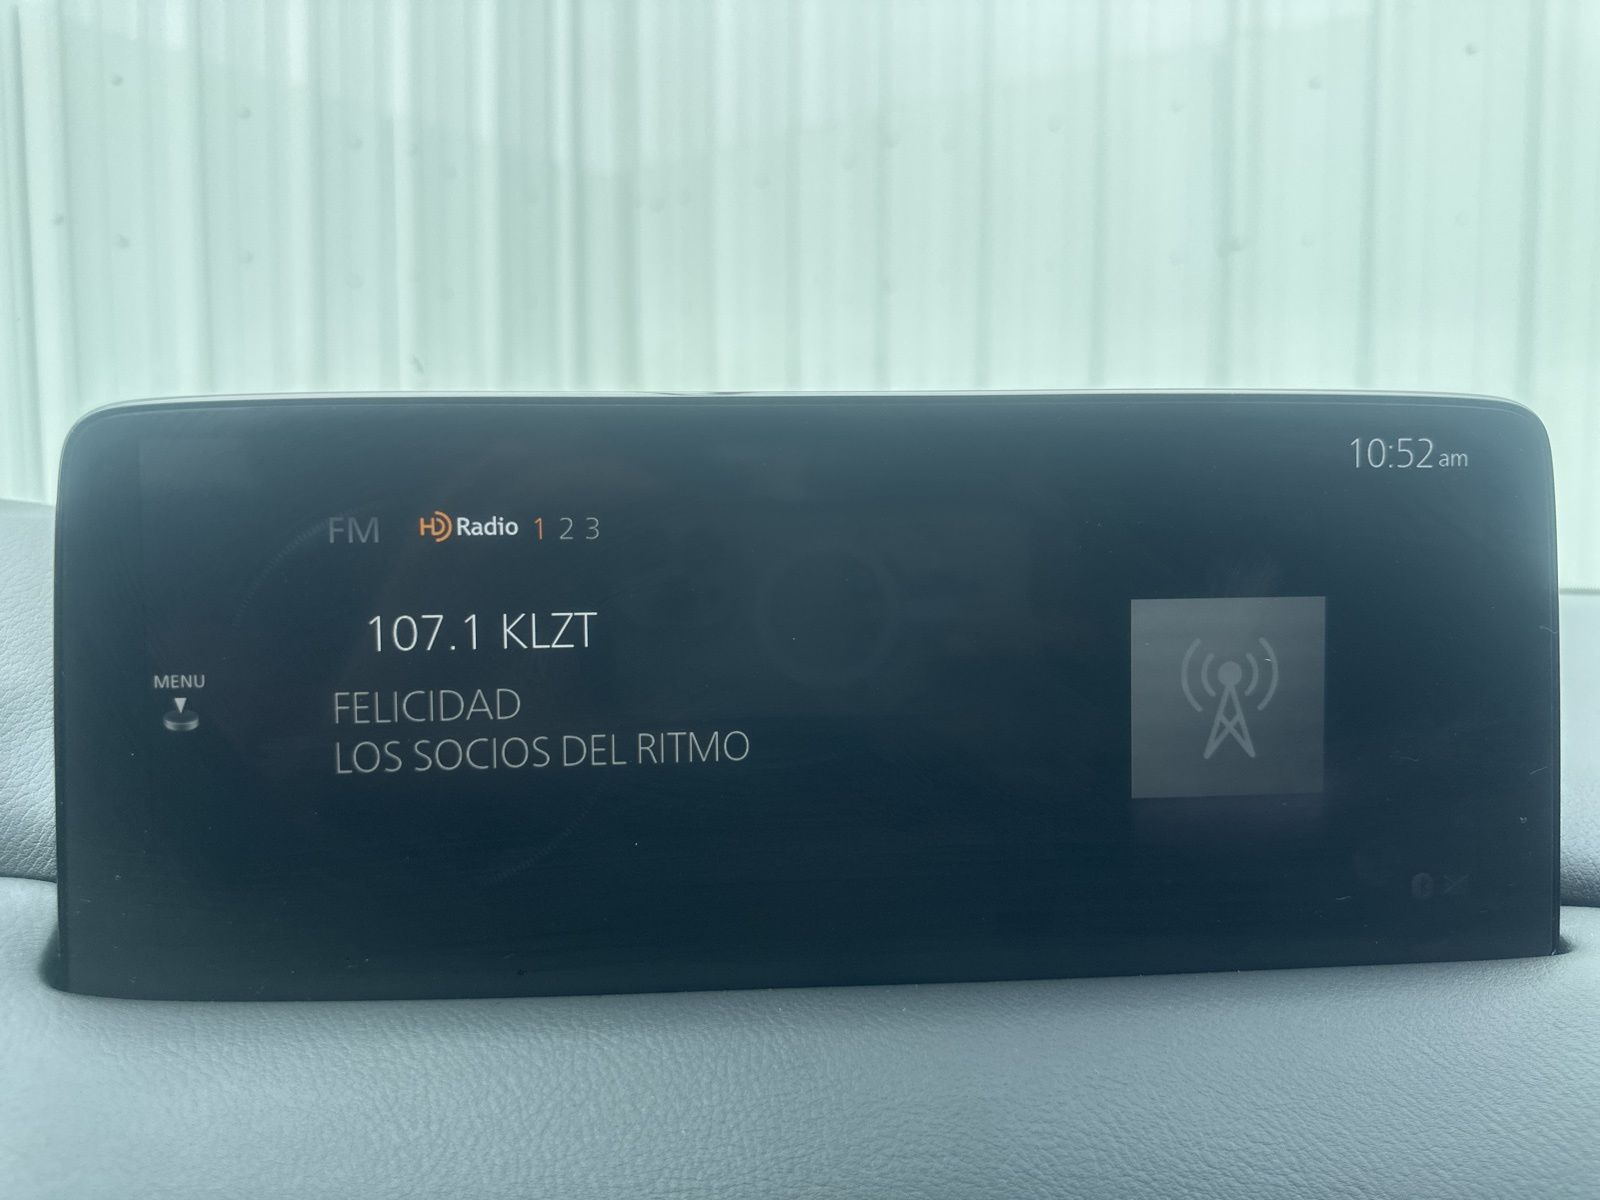 10:52 am
FM HD Radio 1 2 3
107.1 KLZT
MENU
FELICIDAD
LOS SOCIOS DEL RITMO